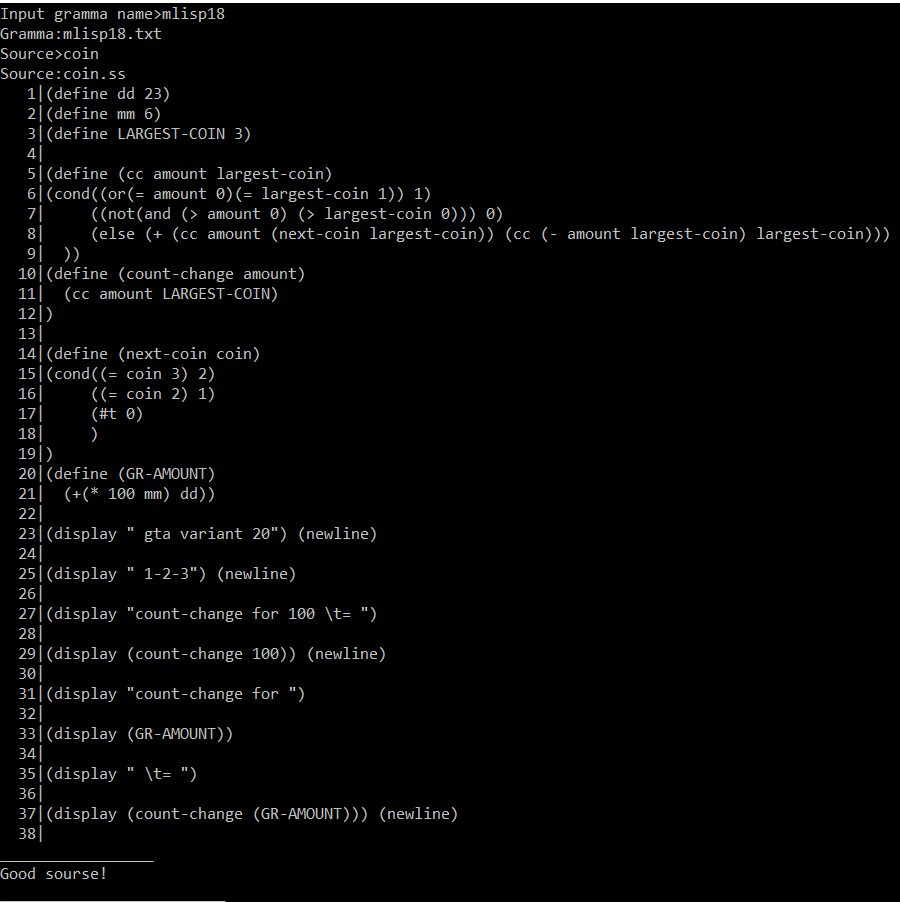 Input gramma name>mlisp18
Gramma:mlisp18.txt
Source>coin
Source:coin.ss
   1|(define dd 23)
   2|(define mm 6)
   3|(define LARGEST-COIN 3)
   4|
   5|(define (cc amount largest-coin)
   6|(cond((or(= amount 0)(= largest-coin 1)) 1)
   7|     ((not(and (> amount 0) (> largest-coin 0))) 0)
   8|     (else (+ (cc amount (next-coin largest-coin)) (cc (- amount largest-coin) largest-coin)))
   9|  ))
  10|(define (count-change amount)
  11|  (cc amount LARGEST-COIN)
  12|)
  13|
  14|(define (next-coin coin)
  15|(cond((= coin 3) 2)
  16|     ((= coin 2) 1)
  17|     (#t 0)
  18|     )
  19|)
  20|(define (GR-AMOUNT)
  21|  (+(* 100 mm) dd))
  22|
  23|(display " gta variant 20") (newline)
  24|
  25|(display " 1-2-3") (newline)
  26|
  27|(display "count-change for 100 \t= ")
  28|
  29|(display (count-change 100)) (newline)
  30|
  31|(display "count-change for ")
  32|
  33|(display (GR-AMOUNT))
  34|
  35|(display " \t= ")
  36|
  37|(display (count-change (GR-AMOUNT))) (newline)
  38|
_________________
Good sourse!